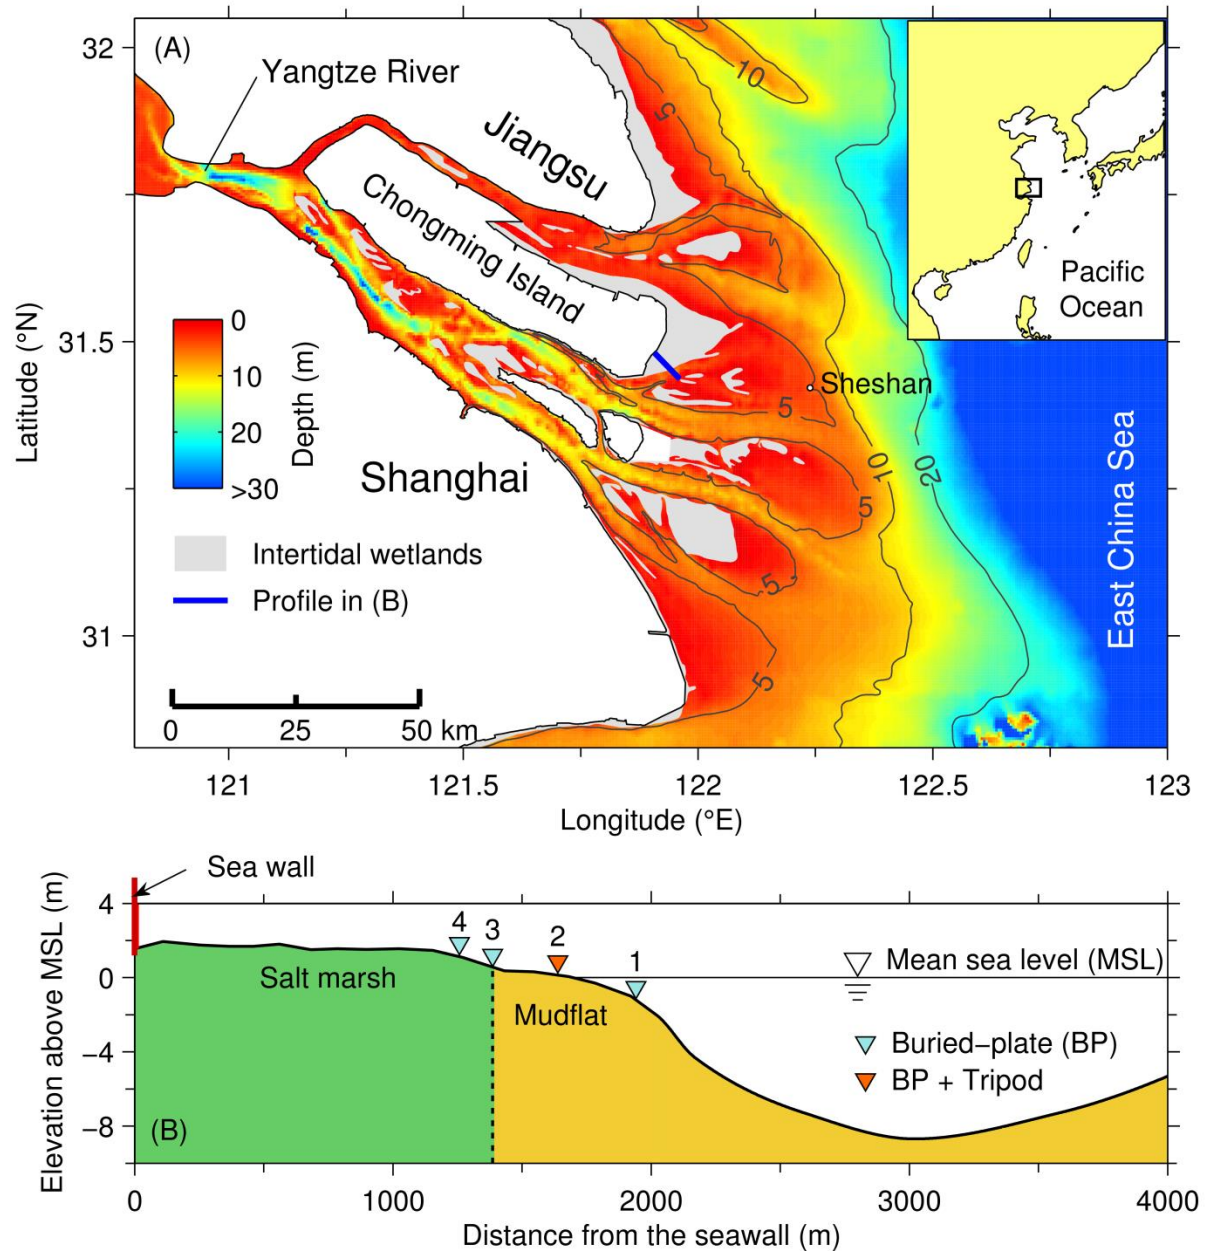 (A)
Yangtze River
Jiangsu
Chongming Island
Shanghai
Sheshan
East China Sea
Pacific
Ocean
10
5
5
10
20
5
5
5
32
31.5
31
Latitude (°N)
0
10
20
>30
Depth (m)
Intertidal wetlands
Profile in (B)
0
25
50 km
121
121.5
122
122.5
123
Longitude (°E)
Sea wall
4
0
−4
−8
Elevation above MSL (m)
4
3
2
1
Mean sea level (MSL)
Salt marsh
Mudflat
Buried−plate (BP)
BP + Tripod
(B)
0
1000
2000
3000
4000
Distance from the seawall (m)